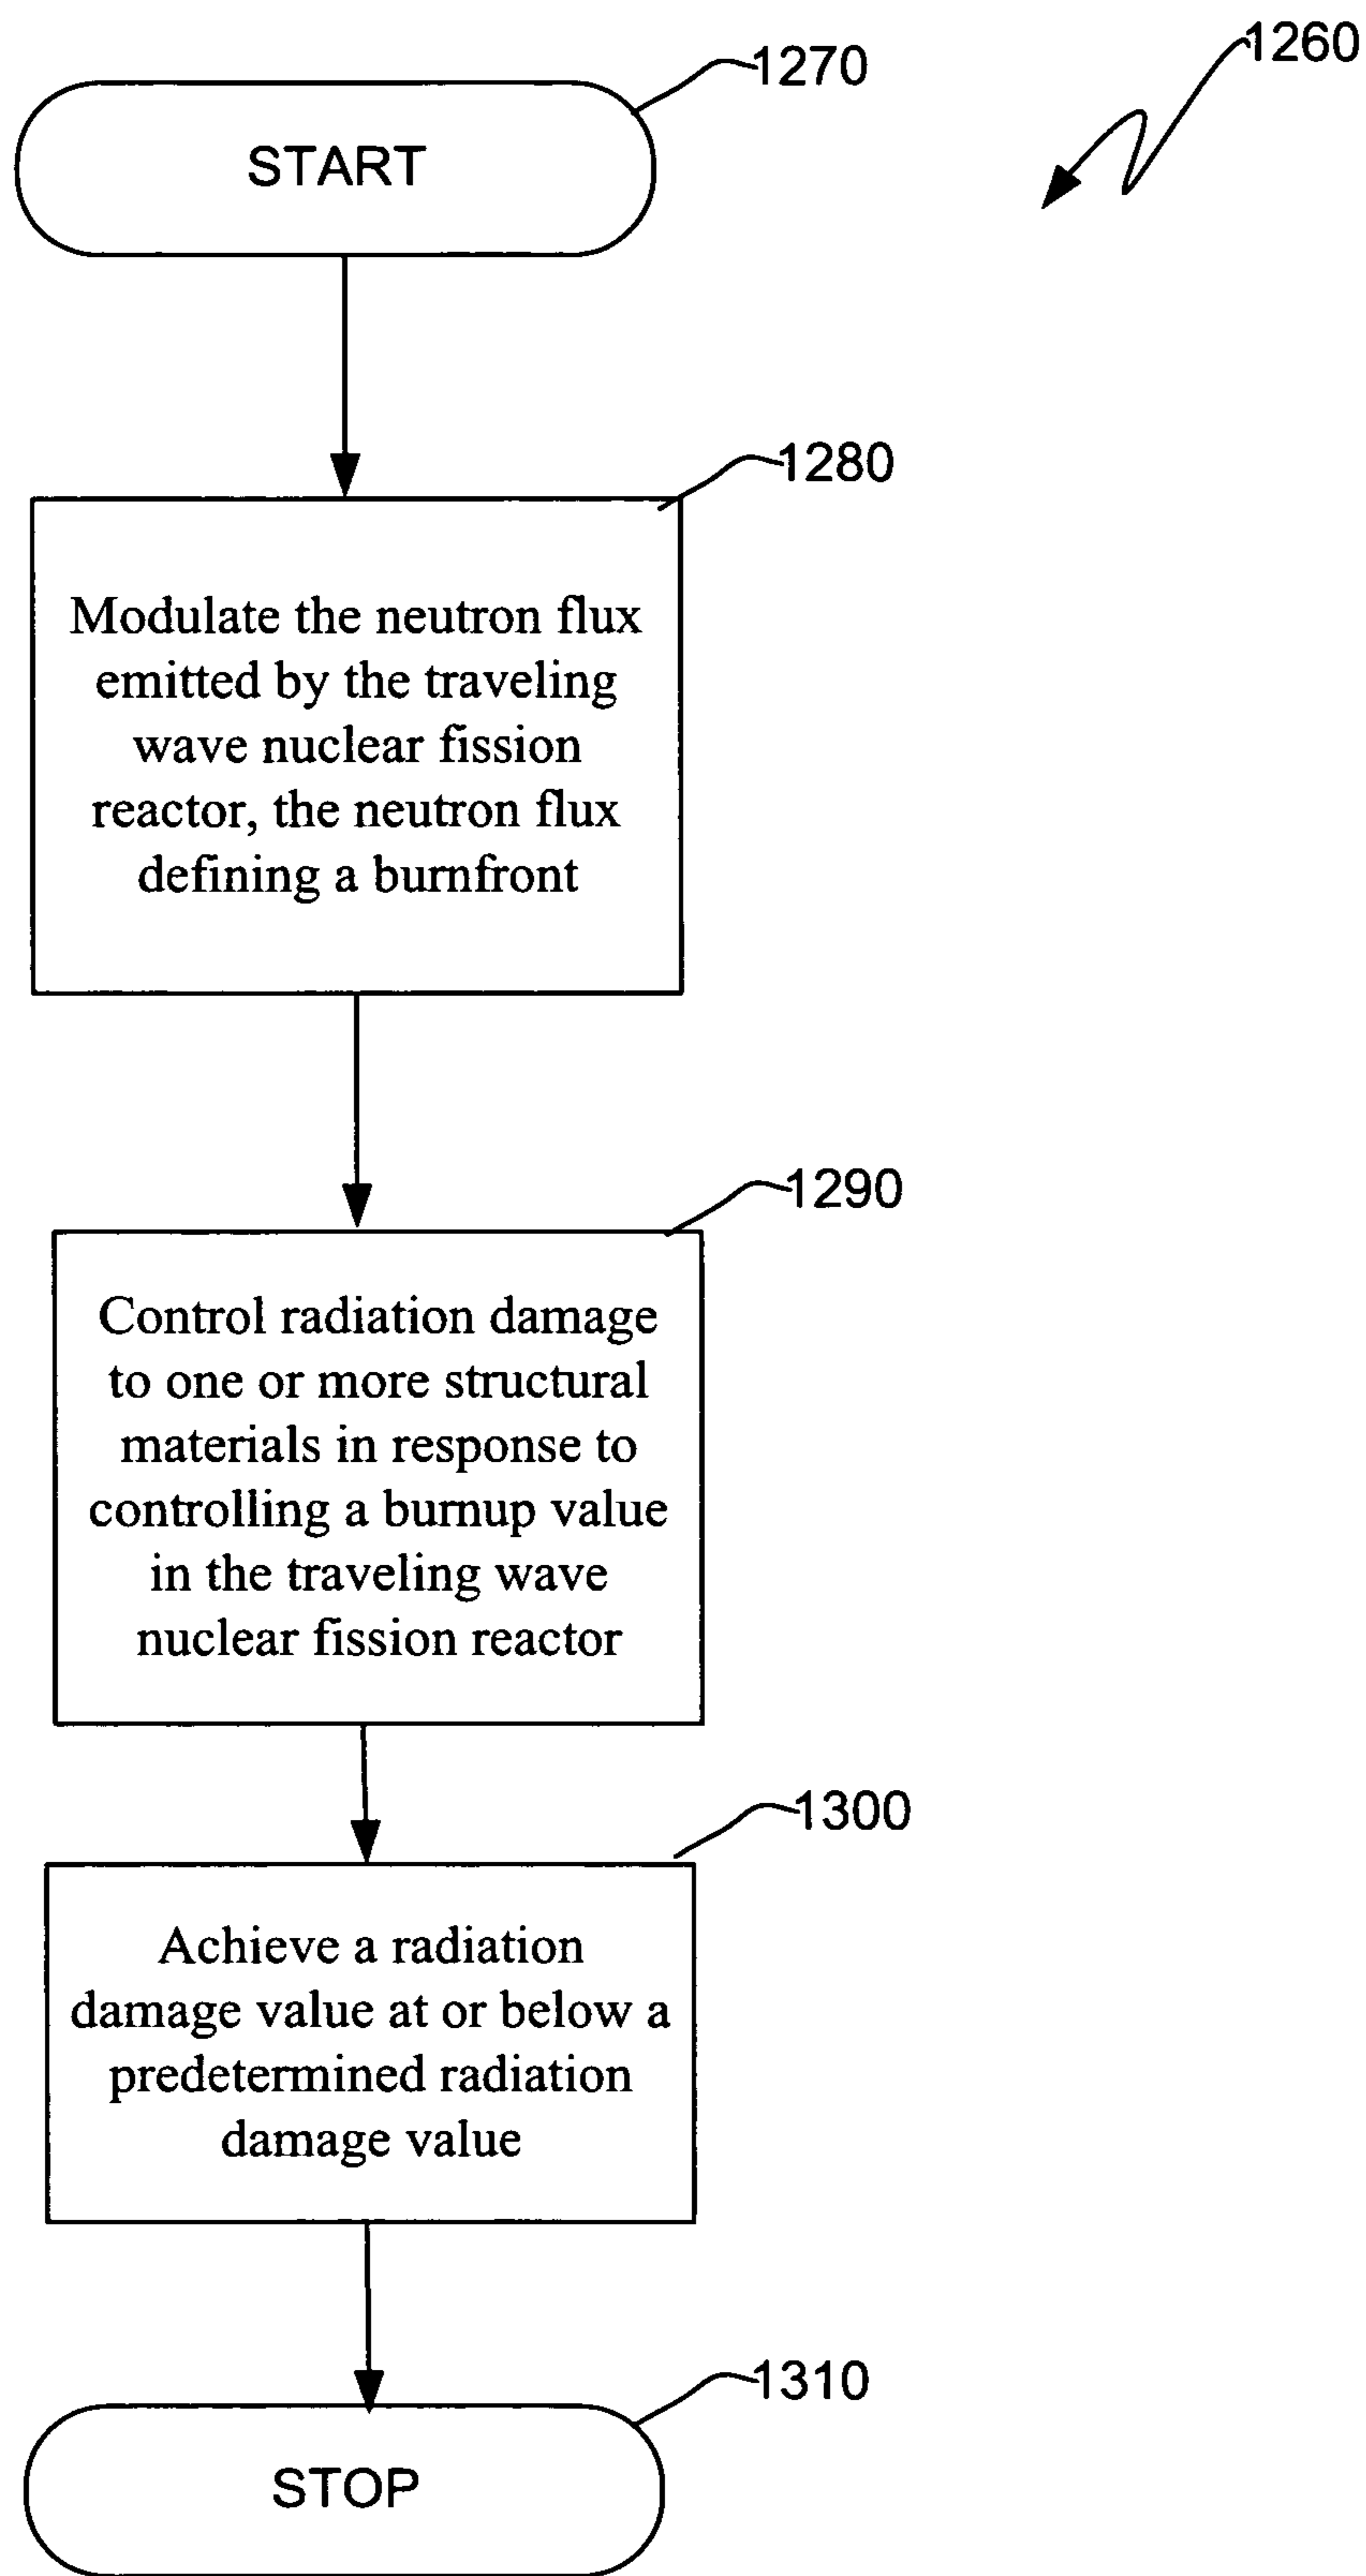 1260
1270
START
1280
Modulate the neutron flux
emitted by the traveling
wave nuclear fission
reactor, the neutron flux
defining a burnfront
1290
Control radiation damage
to one or more structural
materials in response to
controlling a burnup value
in the traveling wave
nuclear fission reactor
1300
Achieve a radiation
damage value at or below a
predetermined radiation
damage value
1310
STOP